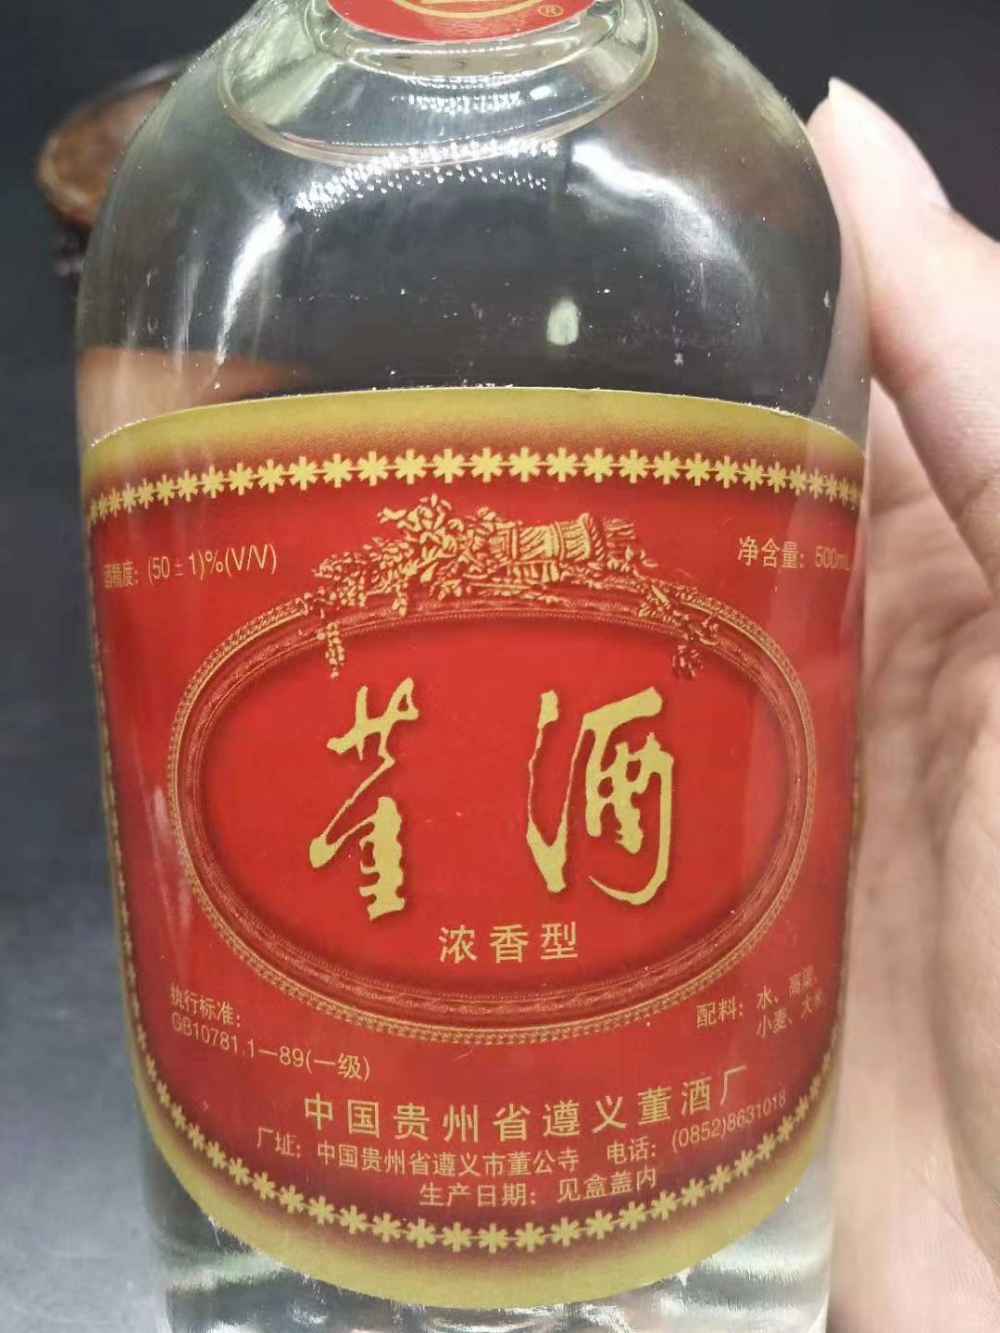 ®
酒精度：(50±1)%(V/V)
净含量：500mL
董酒
浓香型
执行标准：
GB10781.1—89(一级)
配料：水、高粱、
小麦、大米
中国贵州省遵义董酒厂
厂址：中国贵州省遵义市董公寺 电话：(0852)8631018
生产日期：见盒盖内